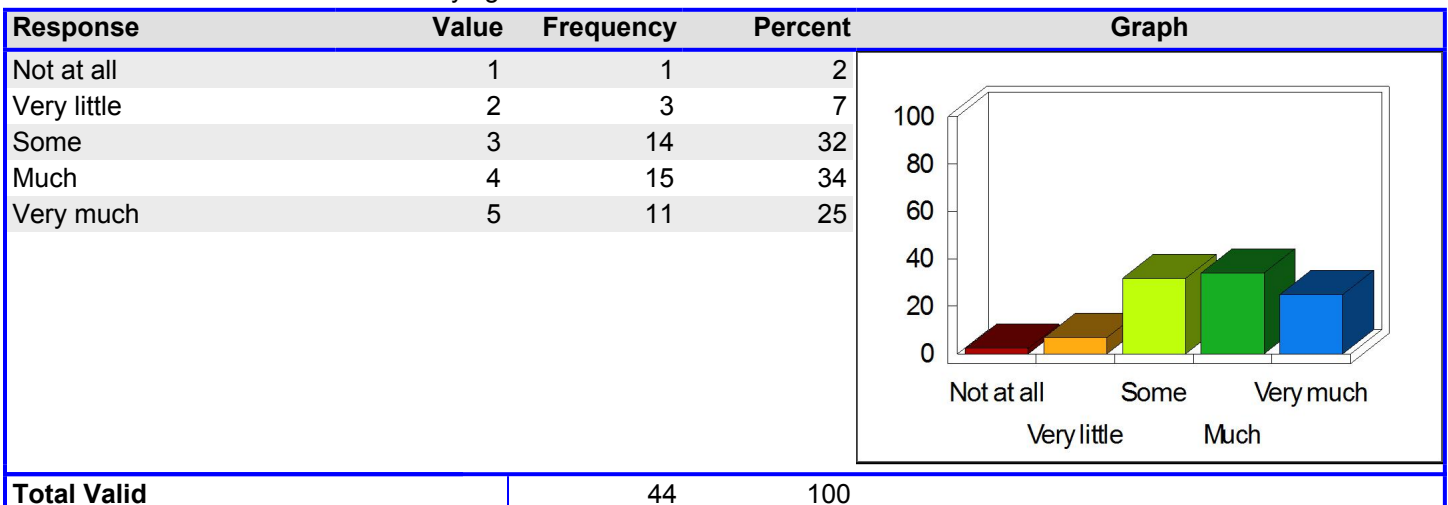 Response Value Frequency Percent Graph
Not at all 1 1 2
Very little 2 3 7
Some 3 14 32
Much 4 15 34
Very much 5 11 25
100
80
60
40
20
0
Not at all Some Very much
Very little Much
Total Valid 44 100